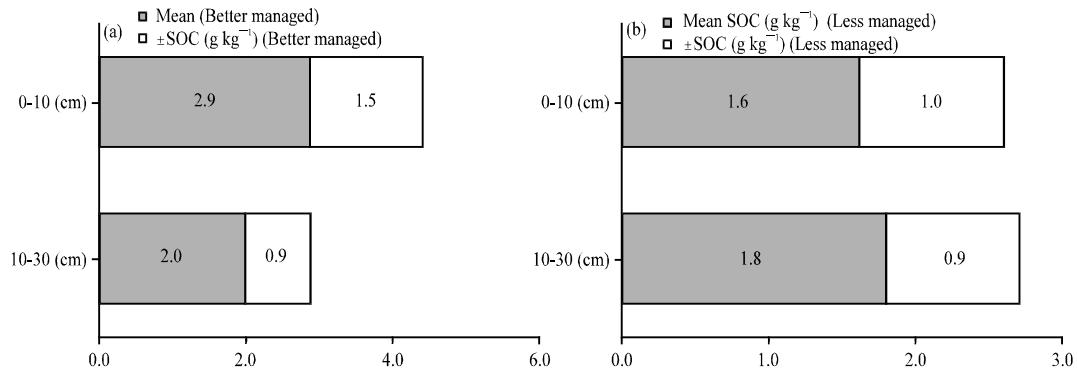 (a)
Mean (Better managed)
±SOC (g kg⁻¹) (Better managed)
0-10 (cm)
2.9 1.5
10-30 (cm)
2.0 0.9
0.0 2.0 4.0 6.0
(b)
Mean SOC (g kg⁻¹) (Less managed)
±SOC (g kg⁻¹) (Less managed)
0-10 (cm)
1.6 1.0
10-30 (cm)
1.8 0.9
0.0 1.0 2.0 3.0